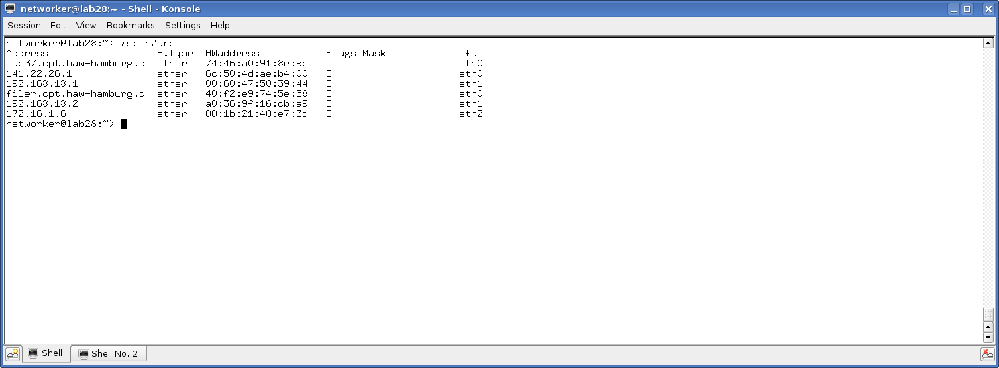 networker@lab28:~ - Shell - Konsole
Session Edit View Bookmarks Settings Help
networker@lab28:~> /sbin/arp
Address                  HWtype  HWaddress           Flags Mask            Iface
lab37.cpt.haw-hamburg.d  ether   74:46:a0:91:8e:9b   C                     eth0
141.22.26.1              ether   6c:50:4d:ae:b4:00   C                     eth0
192.168.18.1             ether   00:60:47:50:39:44   C                     eth1
filer.cpt.haw-hamburg.d  ether   40:f2:e9:74:5e:58   C                     eth0
192.168.18.2             ether   a0:36:9f:16:cb:a9   C                     eth1
172.16.1.6               ether   00:1b:21:40:e7:3d   C                     eth2
networker@lab28:~>
Shell Shell No. 2